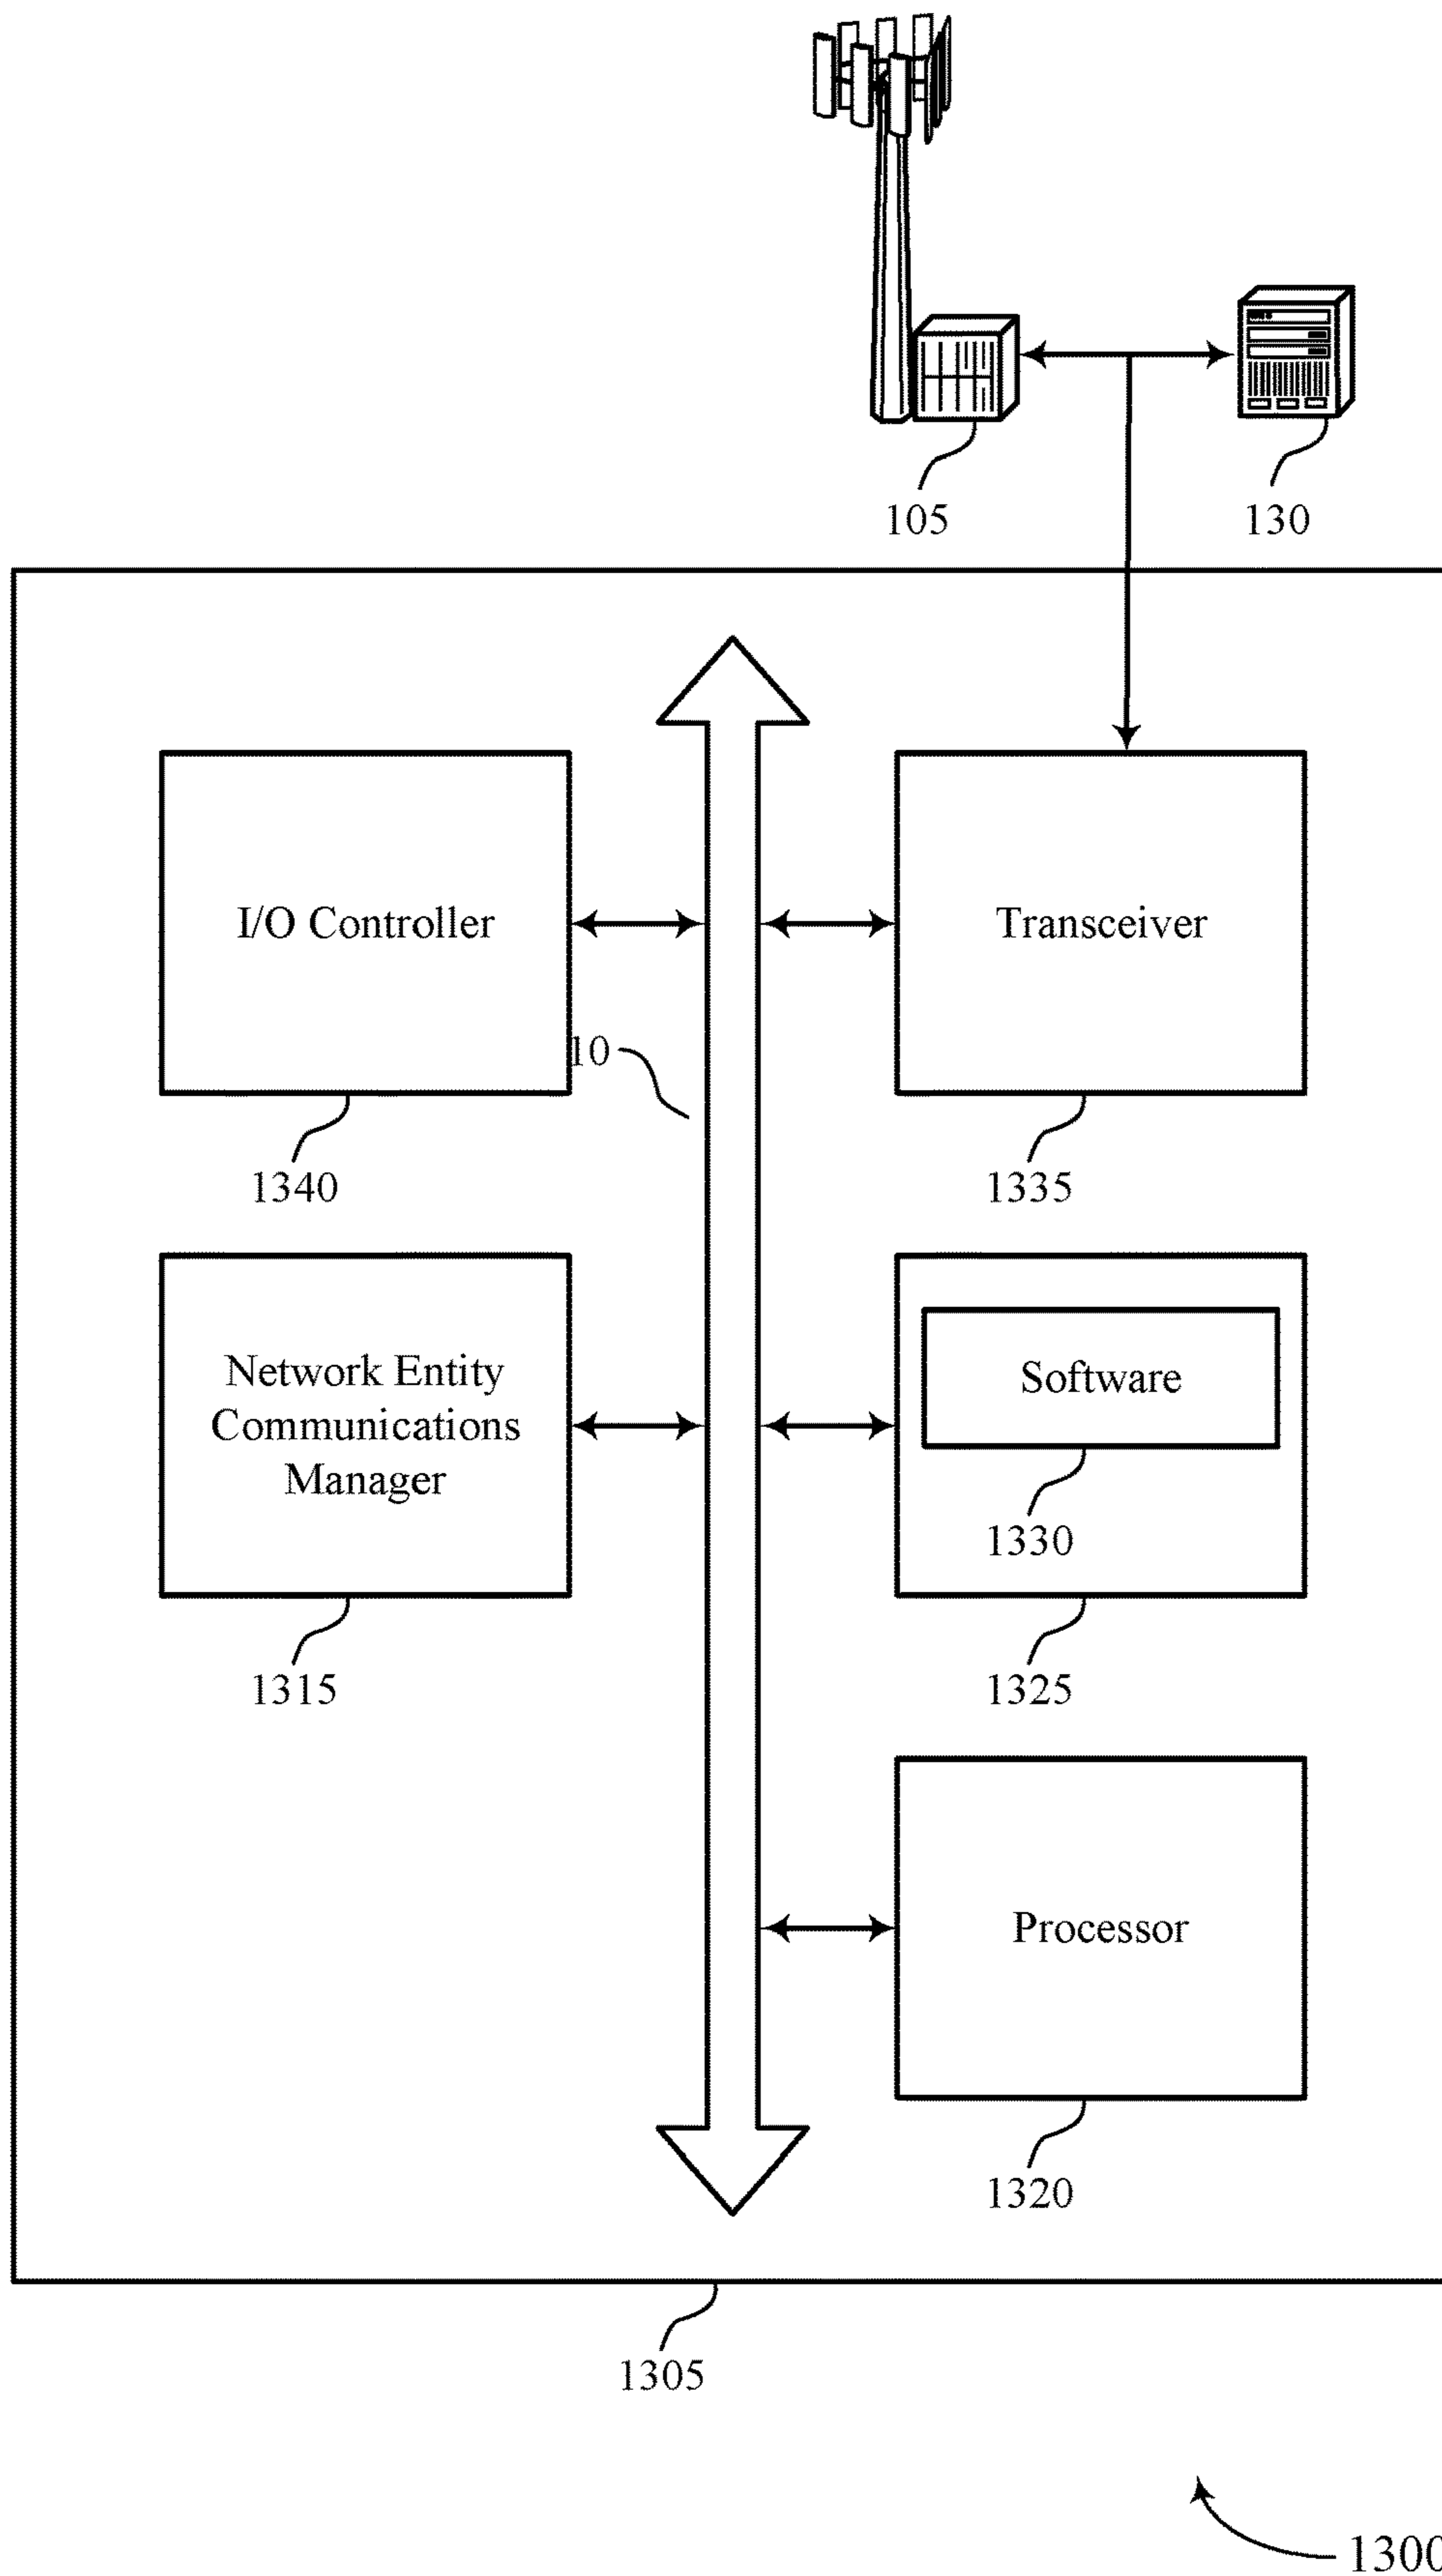 105
130
I/O Controller
Transceiver
10
1340
1335
Network Entity
Communications
Manager
Software
1330
1315
1325
Processor
1320
1305
1300